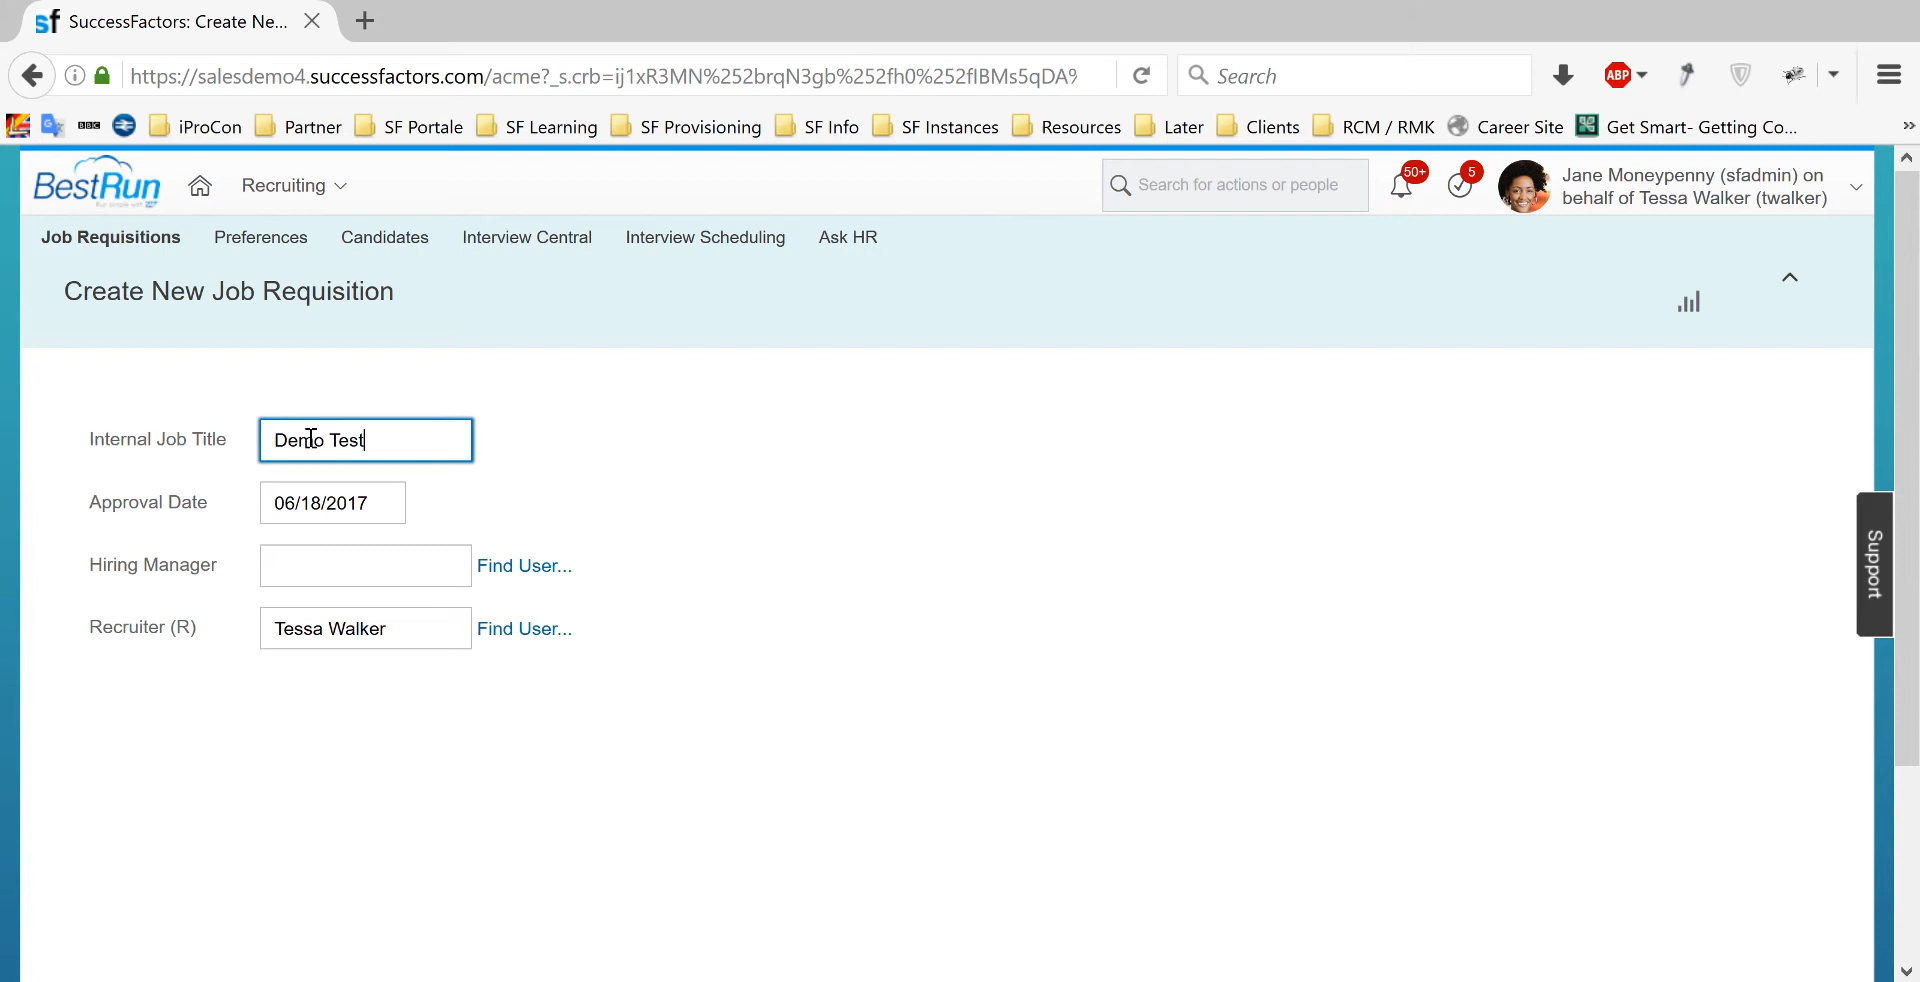 sf SuccessFactors: Create Ne...
https://salesdemo4.successfactors.com/acme?_s.crb=ij1xR3MN%252brqN3gb%252fh0%252fIBMs5qDA%
Search
ABP
BBC iProCon Partner SF Portale SF Learning SF Provisioning SF Info SF Instances Resources Later Clients RCM / RMK Career Site Get Smart- Getting Co... »
BestRun
Recruiting
Search for actions or people
50+
5
Jane Moneypenny (sfadmin) on
behalf of Tessa Walker (twalker)
Job Requisitions Preferences Candidates Interview Central Interview Scheduling Ask HR
Create New Job Requisition
Internal Job Title Demo Test
Approval Date 06/18/2017
Hiring Manager Find User...
Recruiter (R) Tessa Walker Find User...
Support